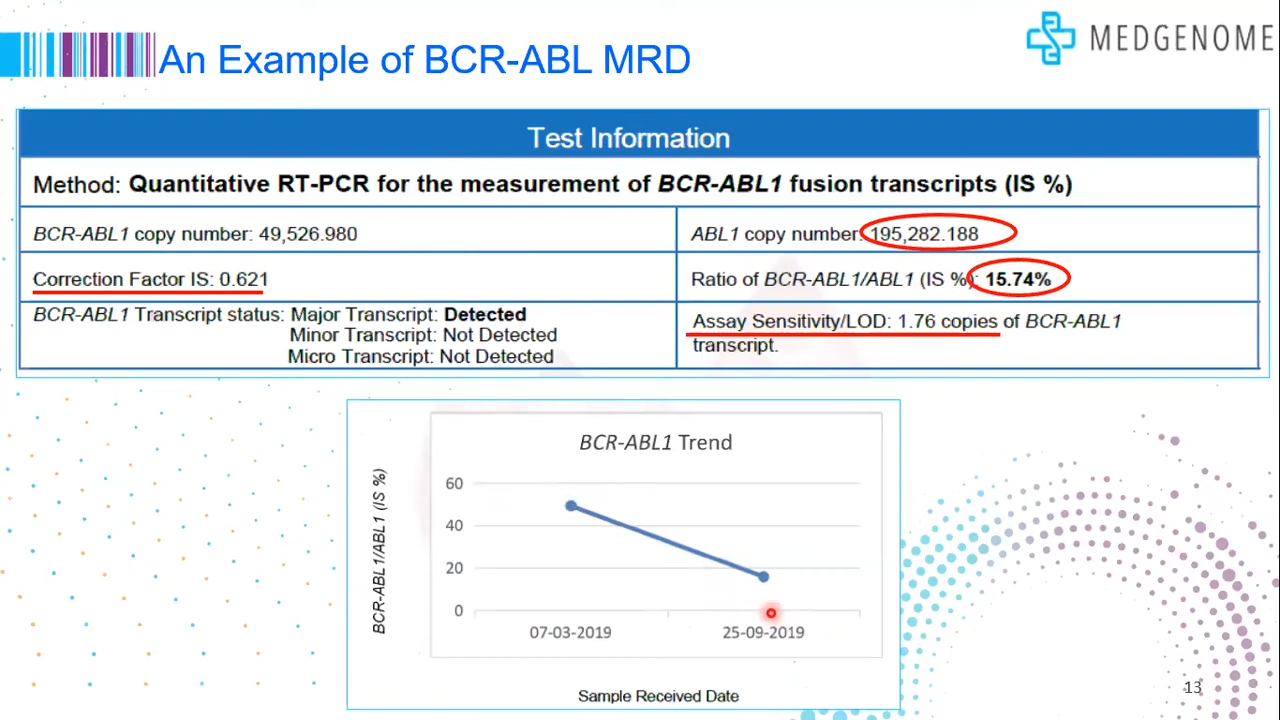 An Example of BCR-ABL MRD
MEDGENOME
Test Information
Method: Quantitative RT-PCR for the measurement of BCR-ABL1 fusion transcripts (IS %)
BCR-ABL1 copy number: 49,526.980
ABL1 copy number: 195,282.188
Correction Factor IS: 0.621
Ratio of BCR-ABL1/ABL1 (IS %): 15.74%
BCR-ABL1 Transcript status: Major Transcript: Detected
Minor Transcript: Not Detected
Micro Transcript: Not Detected
Assay Sensitivity/LOD: 1.76 copies of BCR-ABL1
transcript.
BCR-ABL1 Trend
BCR-ABL1/ABL1 (IS %)
60
40
20
0
07-03-2019
25-09-2019
Sample Received Date
13